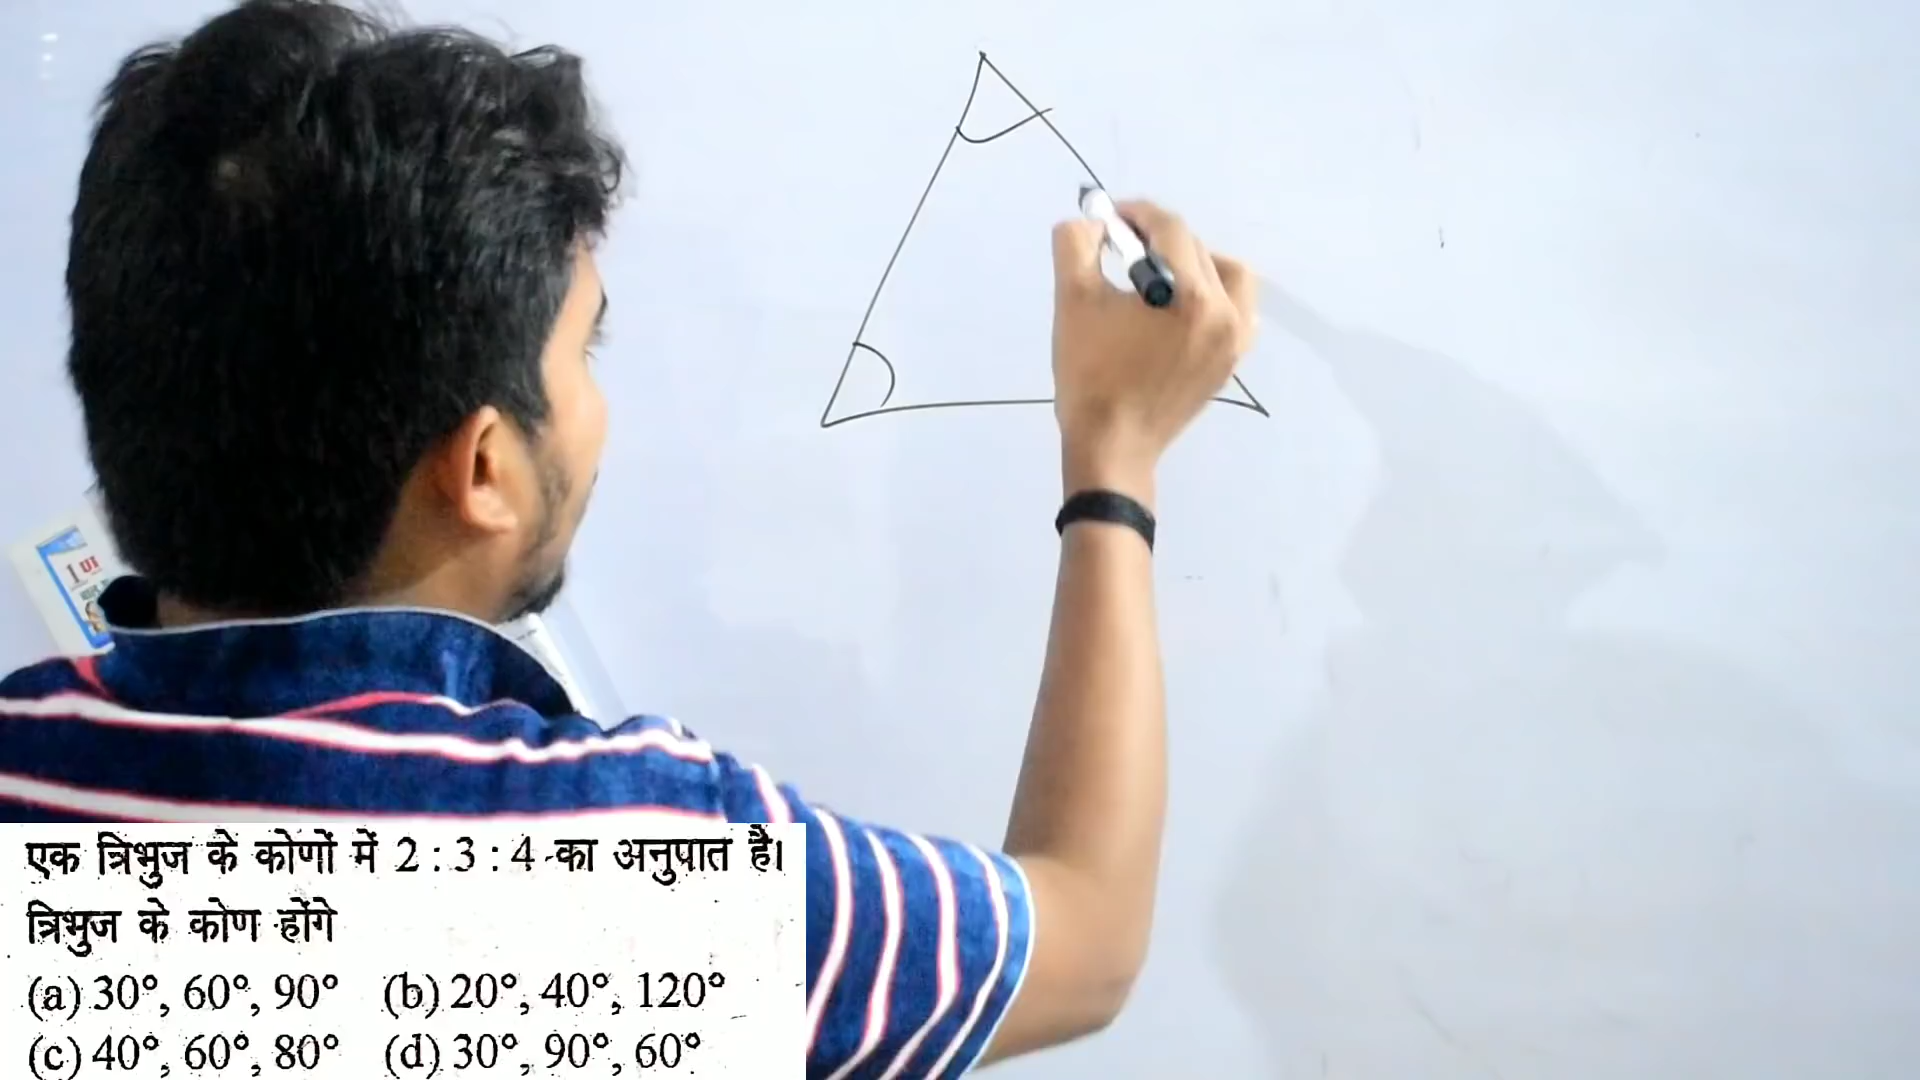 एक त्रिभुज के कोणों में 2 : 3 : 4 का अनुपात है।
त्रिभुज के कोण होंगे
(a) 30°, 60°, 90° (b) 20°, 40°, 120°
(c) 40°, 60°, 80° (d) 30°, 90°, 60°